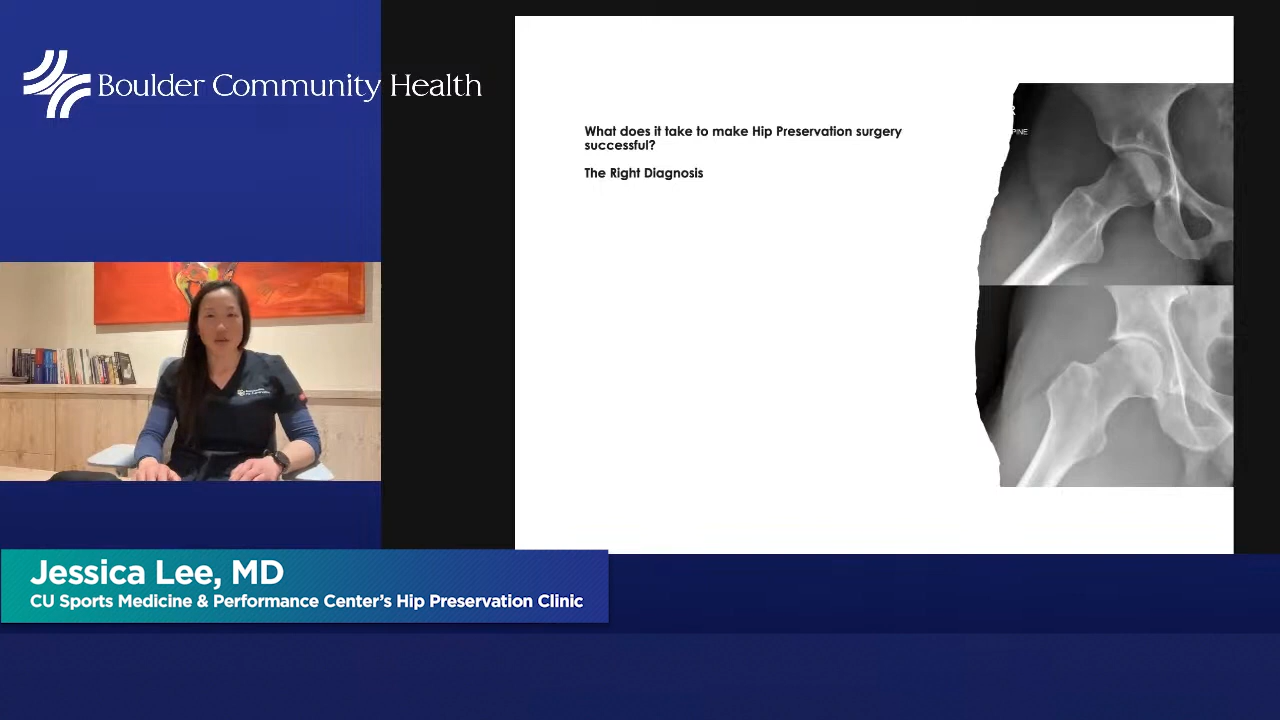 Boulder Community Health
What does it take to make Hip Preservation surgery
successful?
The Right Diagnosis
R
PINE
Jessica Lee, MD
CU Sports Medicine & Performance Center's Hip Preservation Clinic